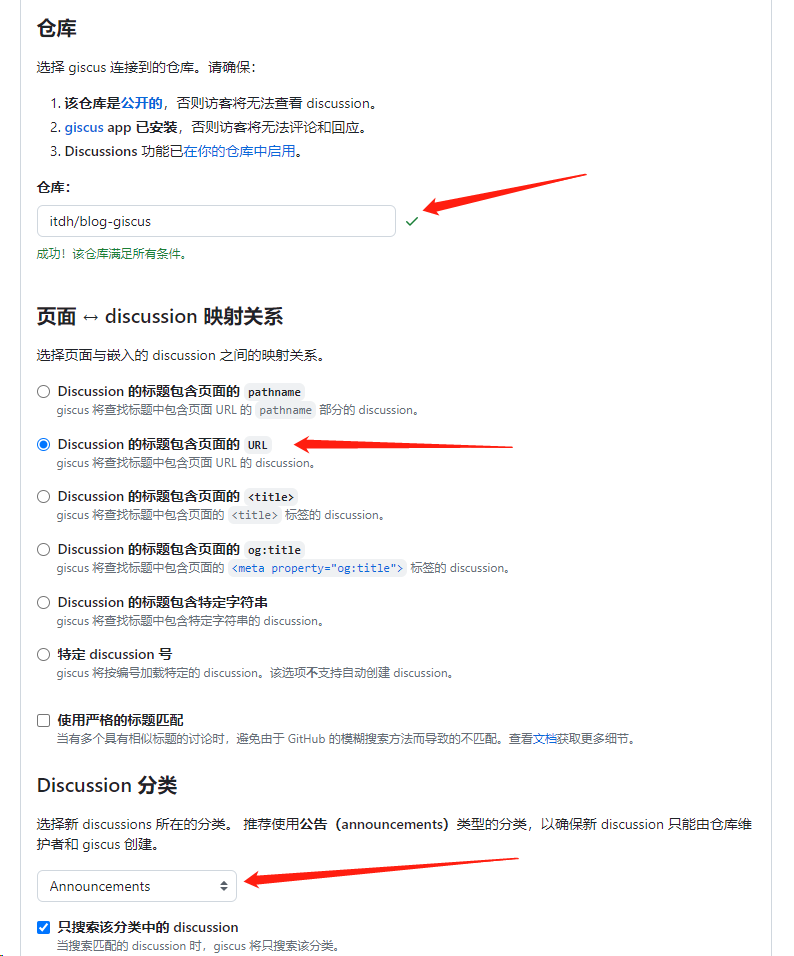 仓库
选择 giscus 连接到的仓库。请确保：
1. 该仓库是公开的，否则访客将无法查看 discussion。
2. giscus app 已安装，否则访客将无法评论和回应。
3. Discussions 功能已在你的仓库中启用。
仓库：
itdh/blog-giscus
成功！该仓库满足所有条件。
页面 ↔ discussion 映射关系
选择页面与嵌入的 discussion 之间的映射关系。
Discussion 的标题包含页面的 pathname
giscus 将查找标题中包含页面 URL 的 pathname 部分的 discussion。
Discussion 的标题包含页面的 URL
giscus 将查找标题中包含页面 URL 的 discussion。
Discussion 的标题包含页面的 <title>
giscus 将查找标题中包含页面的 <title> 标签的 discussion。
Discussion 的标题包含页面的 og:title
giscus 将查找标题中包含页面的 <meta property="og:title"> 标签的 discussion。
Discussion 的标题包含特定字符串
giscus 将查找标题中包含特定字符串的 discussion。
特定 discussion 号
giscus 将按编号加载特定的 discussion。该选项不支持自动创建 discussion。
使用严格的标题匹配
当有多个具有相似标题的讨论时，避免由于 GitHub 的模糊搜索方法而导致的不匹配。查看文档获取更多细节。
Discussion 分类
选择新 discussions 所在的分类。 推荐使用公告（announcements）类型的分类，以确保新 discussion 只能由仓库维
护者和 giscus 创建。
Announcements
只搜索该分类中的 discussion
当搜索匹配的 discussion 时，giscus 将只搜索该分类。